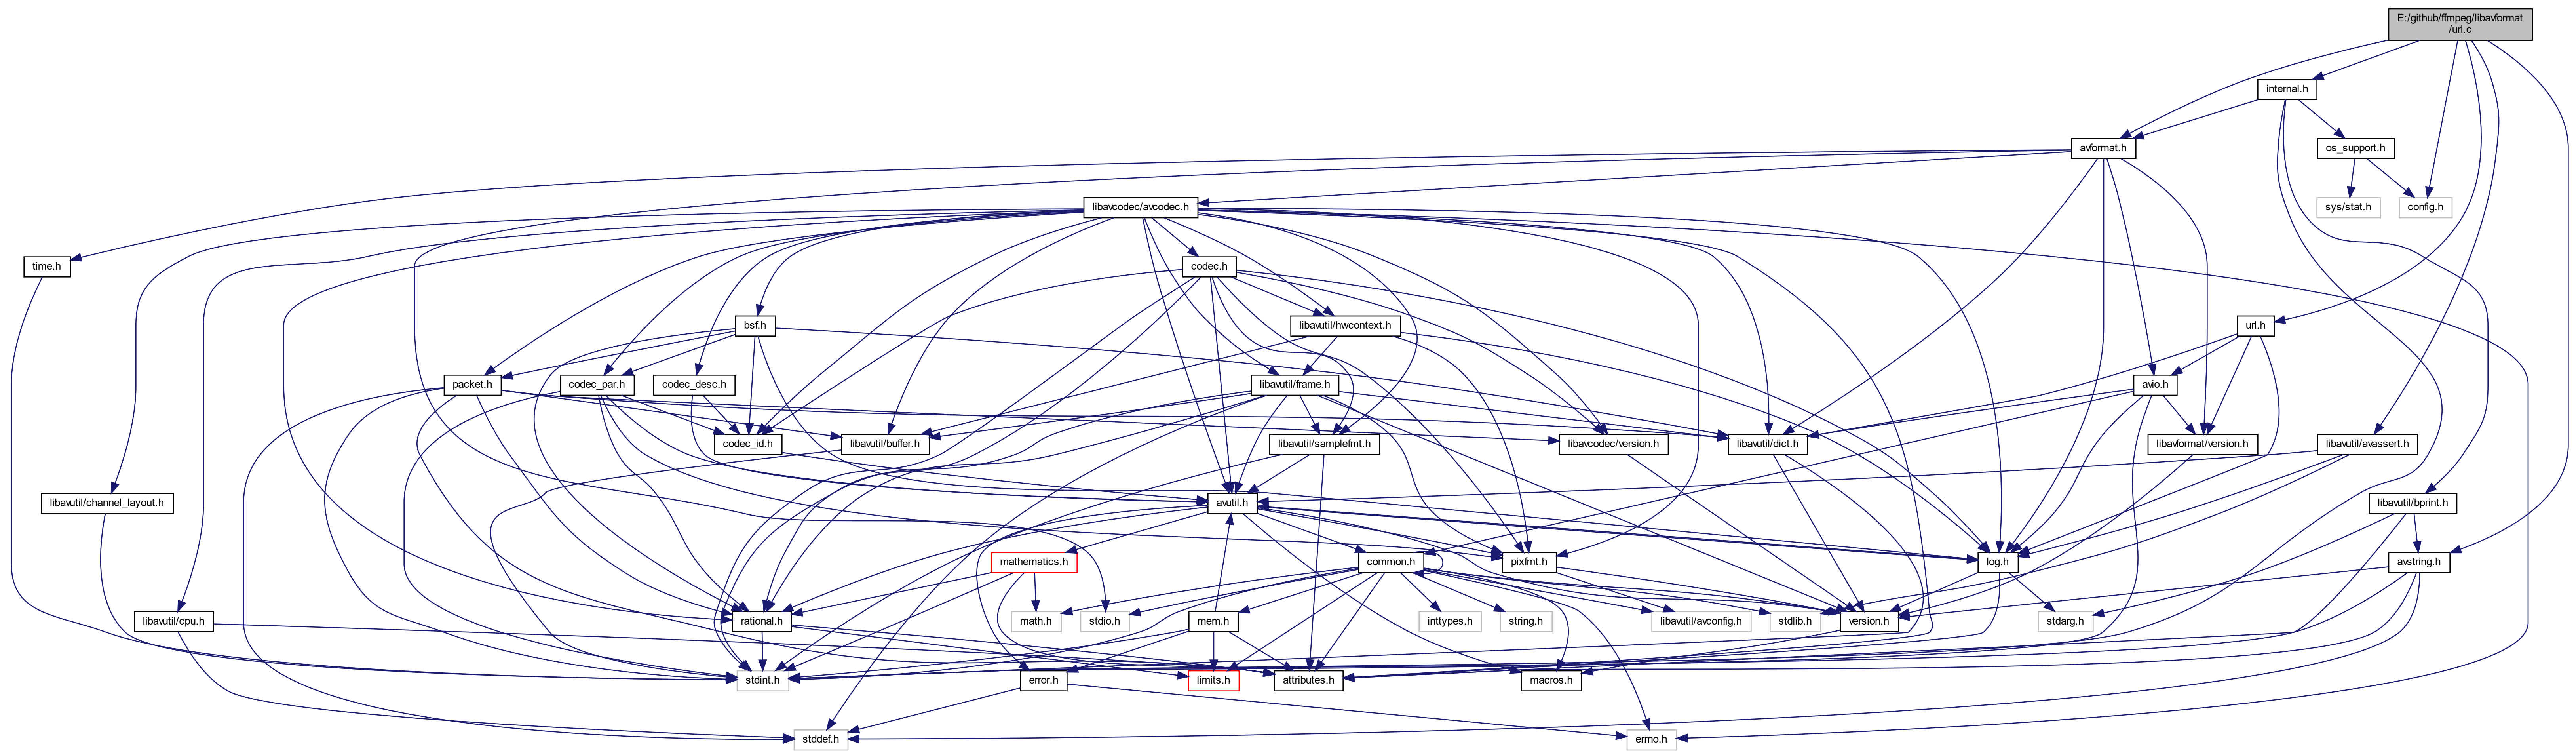 E:/github/ffmpeg/libavformat
/url.c
internal.h
avformat.h
os_support.h
libavcodec/avcodec.h
sys/stat.h
config.h
time.h
codec.h
bsf.h
libavutil/hwcontext.h
url.h
packet.h
codec_par.h
codec_desc.h
libavutil/frame.h
avio.h
codec_id.h
libavutil/buffer.h
libavutil/samplefmt.h
libavcodec/version.h
libavutil/dict.h
libavformat/version.h
libavutil/avassert.h
libavutil/channel_layout.h
avutil.h
libavutil/bprint.h
mathematics.h
common.h
pixfmt.h
log.h
avstring.h
libavutil/cpu.h
rational.h
math.h
stdio.h
mem.h
inttypes.h
string.h
libavutil/avconfig.h
stdlib.h
version.h
stdarg.h
stdint.h
error.h
limits.h
attributes.h
macros.h
stddef.h
errno.h